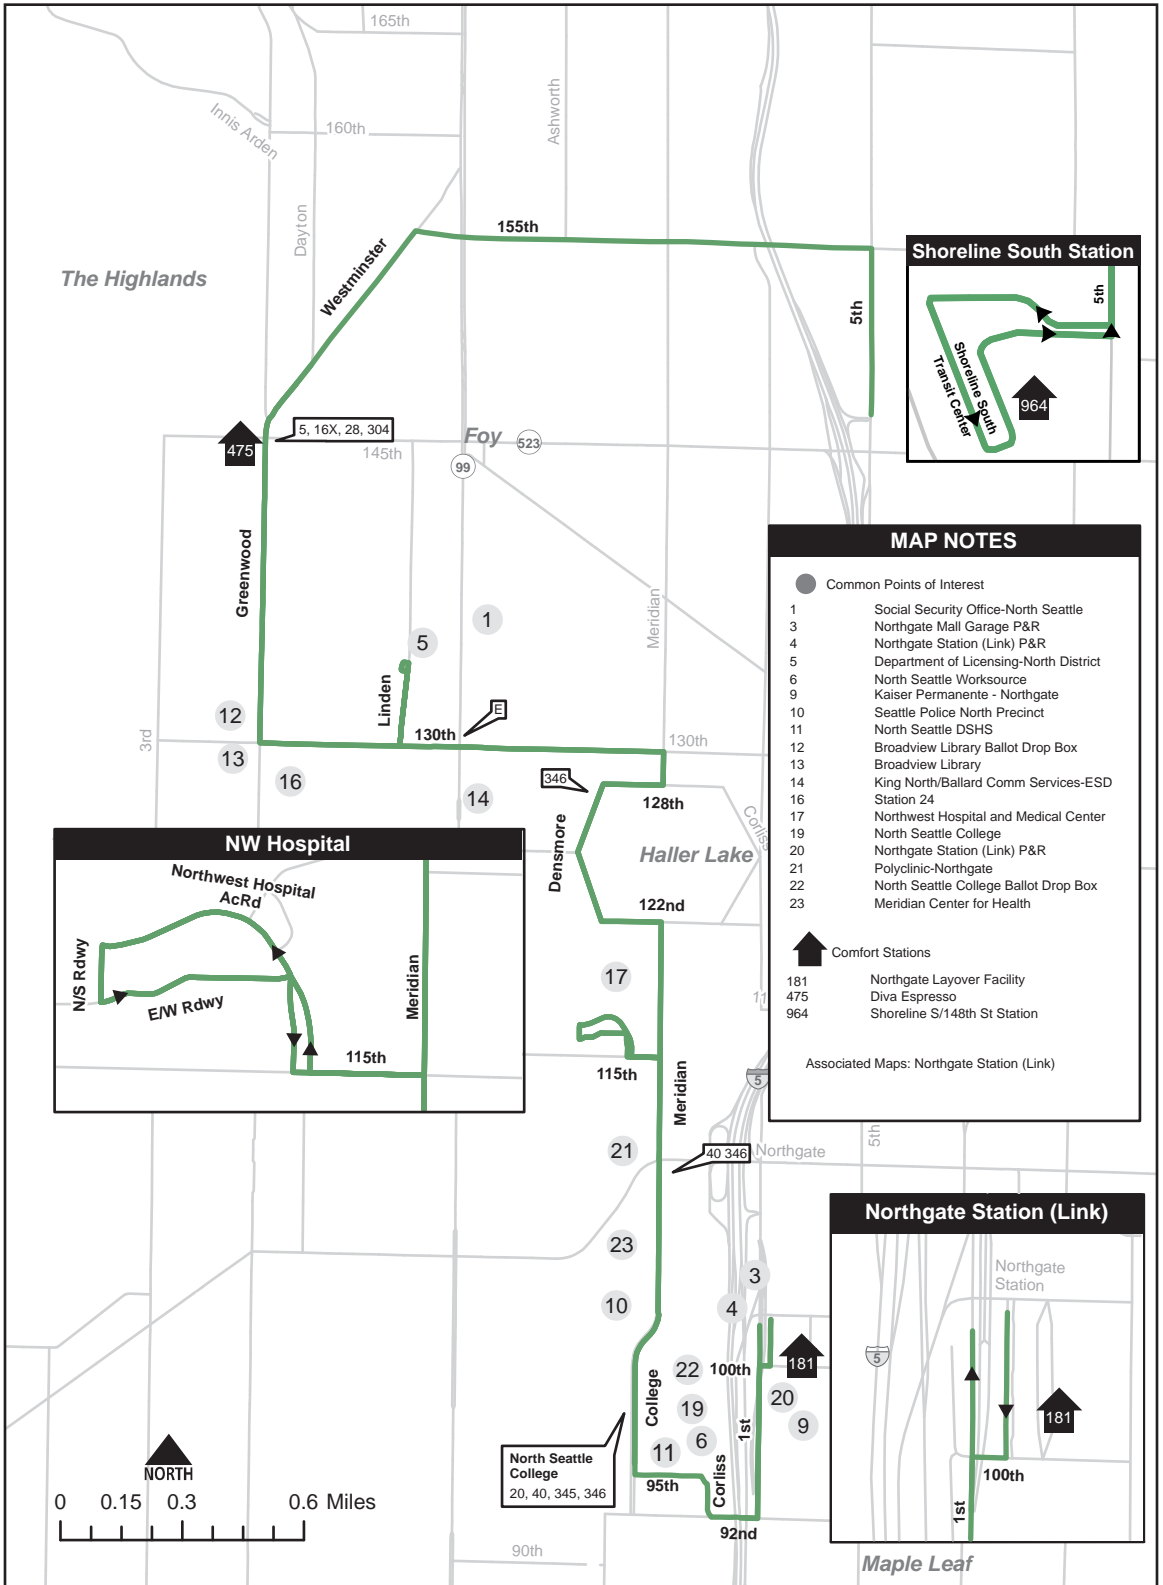 165th
Innis Arden
160th
Ashworth
Dayton
155th
Westminster
The Highlands
5th
Shoreline South Station
5th
Shoreline South
Transit Center
964
5, 16X, 28, 304
475
145th
Foy
523
99
Greenwood
Meridian
1
5
Linden
12
130th
E
130th
3rd
13
16
346
14
128th
Corliss
Densmore
Haller Lake
122nd
MAP NOTES
Common Points of Interest
1 Social Security Office-North Seattle
3 Northgate Mall Garage P&R
4 Northgate Station (Link) P&R
5 Department of Licensing-North District
6 North Seattle Worksource
9 Kaiser Permanente - Northgate
10 Seattle Police North Precinct
11 North Seattle DSHS
12 Broadview Library Ballot Drop Box
13 Broadview Library
14 King North/Ballard Comm Services-ESD
16 Station 24
17 Northwest Hospital and Medical Center
19 North Seattle College
20 Northgate Station (Link) P&R
21 Polyclinic-Northgate
22 North Seattle College Ballot Drop Box
23 Meridian Center for Health
Comfort Stations
181 Northgate Layover Facility
475 Diva Espresso
964 Shoreline S/148th St Station
Associated Maps: Northgate Station (Link)
NW Hospital
Northwest Hospital
AcRd
N/S Rdwy
E/W Rdwy
Meridian
115th
17
115th
Meridian
5
5th
21
40 346
Northgate
23
10
3
4
22
100th
181
College
19
20
1st
9
6
11
95th
Corliss
92nd
North Seattle
College
20, 40, 345, 346
90th
Maple Leaf
Northgate Station (Link)
Northgate
Station
5
181
100th
1st
NORTH
0 0.15 0.3 0.6 Miles